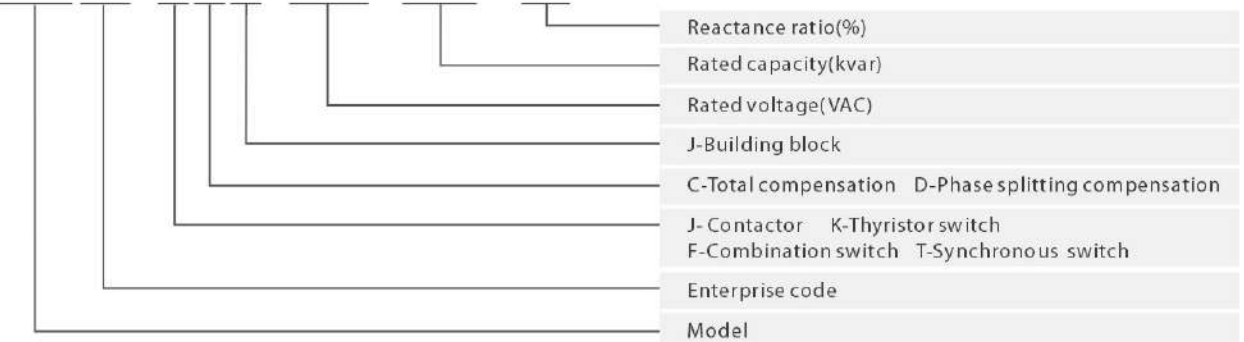 Reactance ratio(%)
Rated capacity(kvar)
Rated voltage(VAC)
J-Building block
C-Total compensation D-Phase splitting compensation
J- Contactor K-Thyristor switch
F-Combination switch T-Synchronous switch
Enterprise code
Model